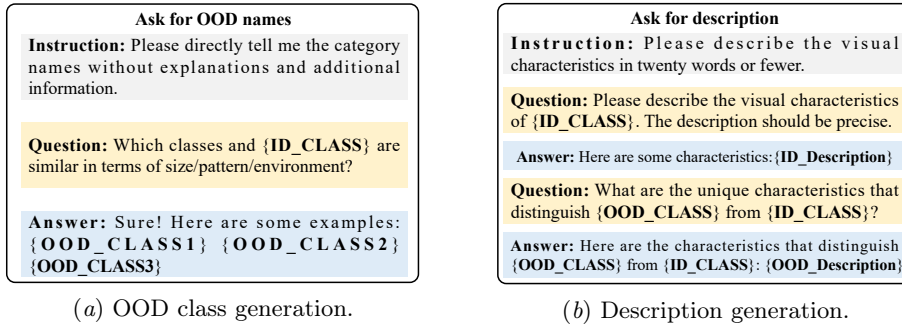 Ask for OOD names
Instruction: Please directly tell me the category
names without explanations and additional
information.
Question: Which classes and {ID_CLASS} are
similar in terms of size/pattern/environment?
Answer: Sure! Here are some examples:
{OOD_CLASS1} {OOD_CLASS2}
{OOD_CLASS3}
(a) OOD class generation.
Ask for description
Instruction: Please describe the visual
characteristics in twenty words or fewer.
Question: Please describe the visual characteristics
of {ID_CLASS}. The description should be precise.
Answer: Here are some characteristics:{ID_Description}
Question: What are the unique characteristics that
distinguish {OOD_CLASS} from {ID_CLASS}?
Answer: Here are the characteristics that distinguish
{OOD_CLASS} from {ID_CLASS}: {OOD_Description}
(b) Description generation.